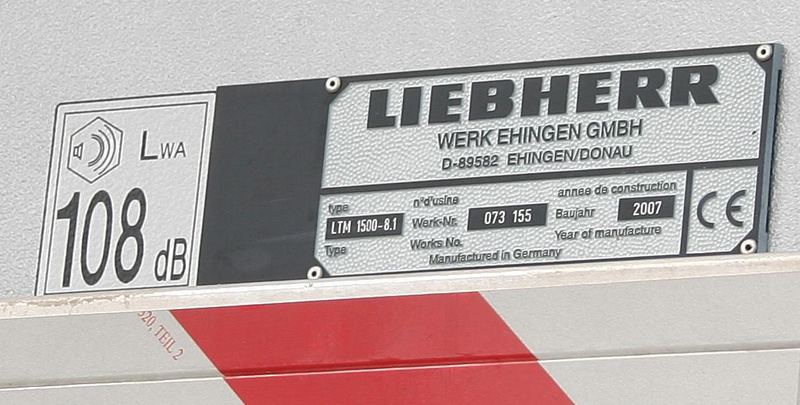 LWA
108 dB
LIEBHERR
WERK EHINGEN GMBH
D-89582 EHINGEN/DONAU
type
LTM 1500-8.1
Type
n°d'usine
Werk-Nr. 073 155
Works No.
annee de construction
Baujahr 2007
Year of manufacture
Manufactured in Germany
CE
520, TEIL 2